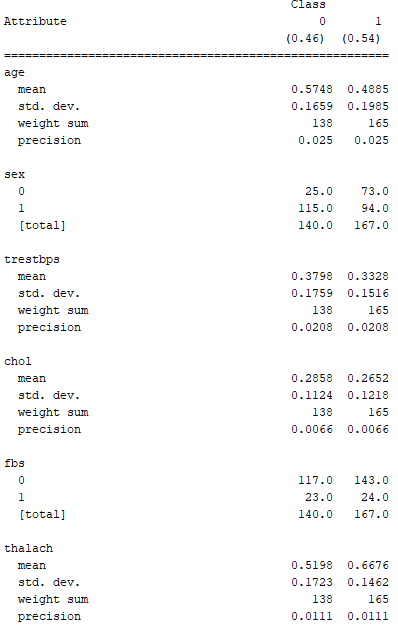 Class
Attribute 0 1
(0.46) (0.54)
=======================================================
age
mean 0.5748 0.4885
std. dev. 0.1659 0.1985
weight sum 138 165
precision 0.025 0.025
sex
0 25.0 73.0
1 115.0 94.0
[total] 140.0 167.0
trestbps
mean 0.3798 0.3328
std. dev. 0.1759 0.1516
weight sum 138 165
precision 0.0208 0.0208
chol
mean 0.2858 0.2652
std. dev. 0.1124 0.1218
weight sum 138 165
precision 0.0066 0.0066
fbs
0 117.0 143.0
1 23.0 24.0
[total] 140.0 167.0
thalach
mean 0.5198 0.6676
std. dev. 0.1723 0.1462
weight sum 138 165
precision 0.0111 0.0111